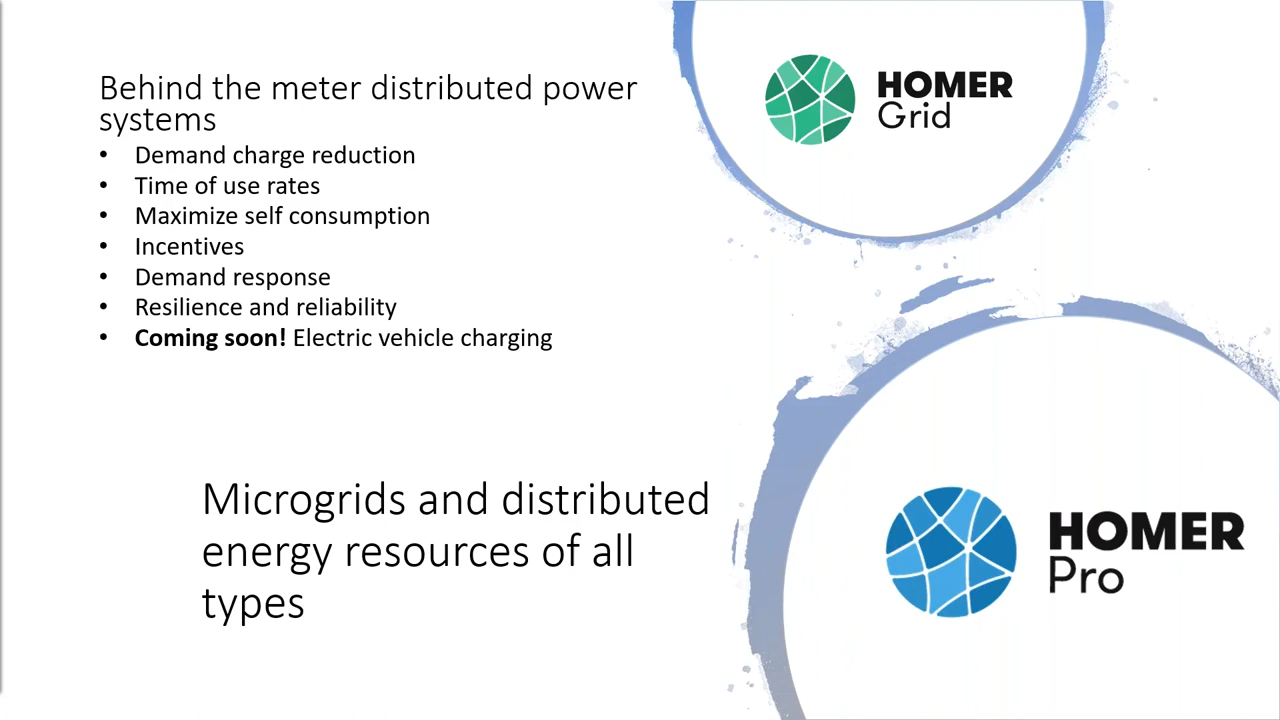 Behind the meter distributed power
systems
• Demand charge reduction
• Time of use rates
• Maximize self consumption
• Incentives
• Demand response
• Resilience and reliability
• Coming soon! Electric vehicle charging
HOMER
Grid
Microgrids and distributed
energy resources of all
types
HOMER
Pro